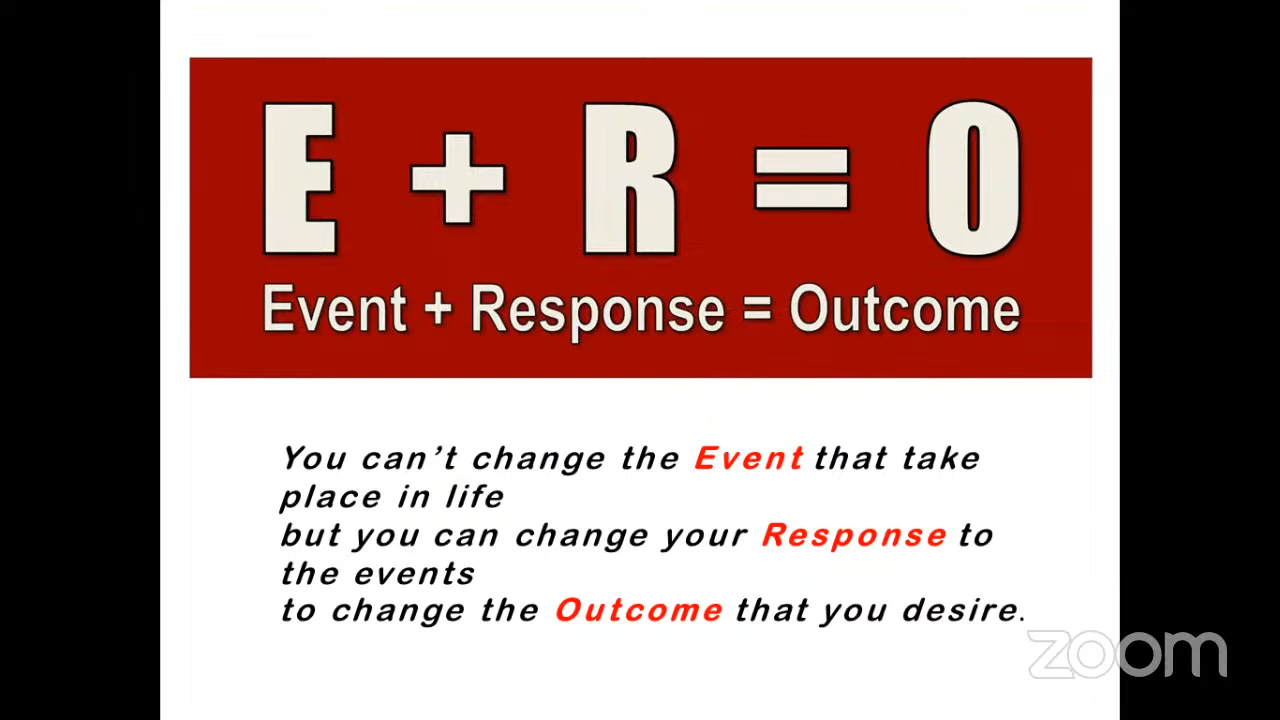 E + R = O
Event + Response = Outcome
You can't change the Event that take
place in life
but you can change your Response to
the events
to change the Outcome that you desire.
zoom